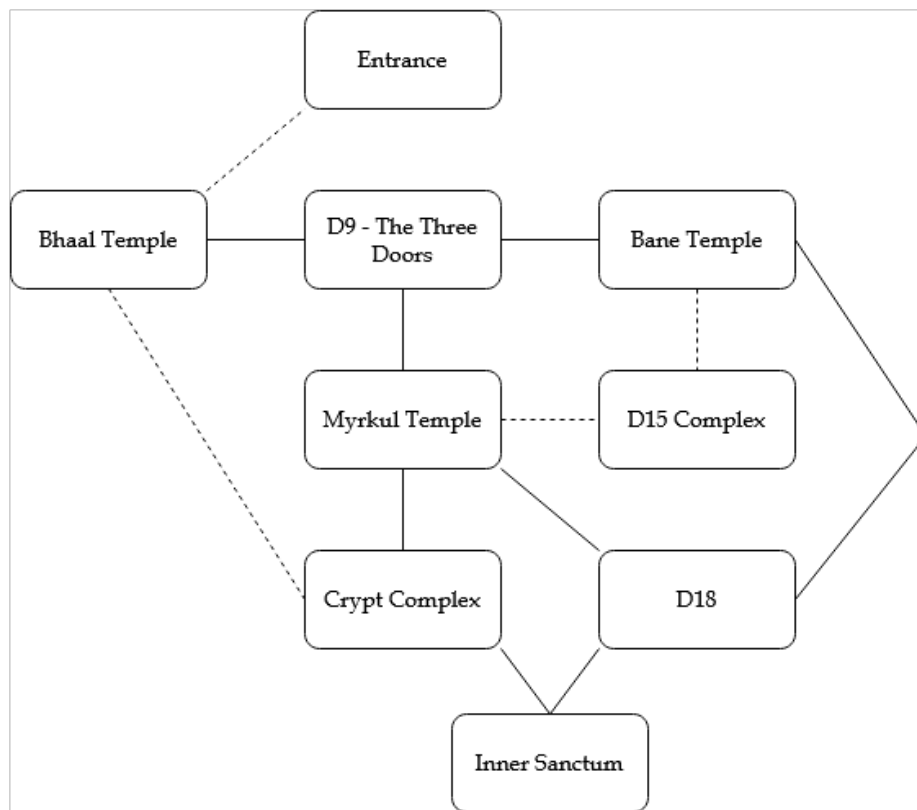 Entrance
Bhaal Temple
D9 - The Three
Doors
Bane Temple
Myrkul Temple
D15 Complex
Crypt Complex
D18
Inner Sanctum